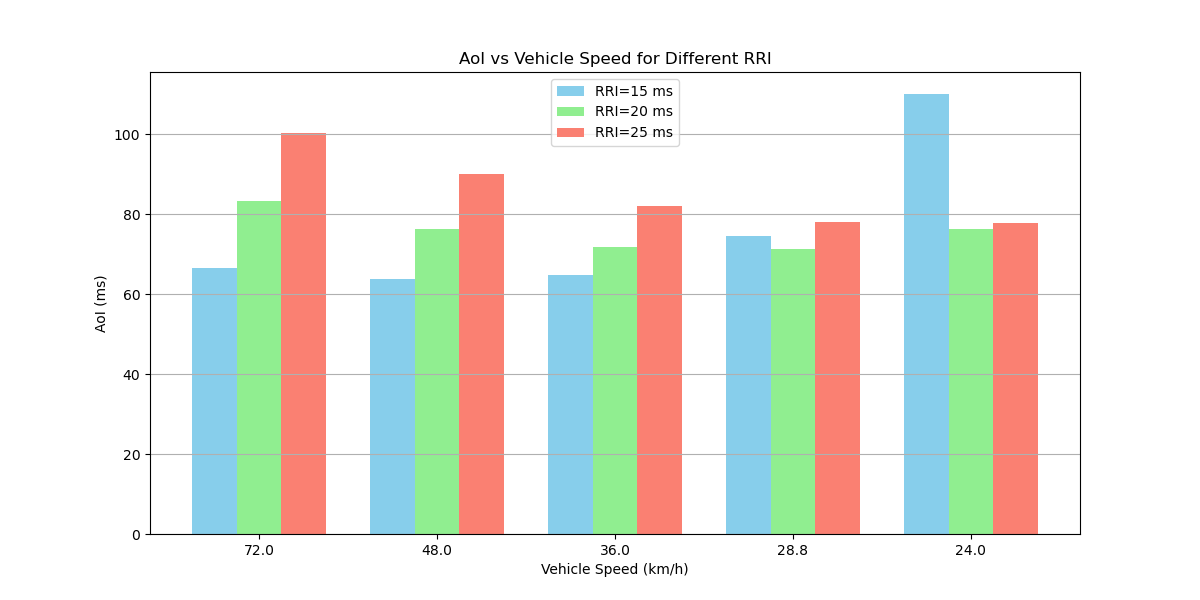 AoI vs Vehicle Speed for Different RRI
RRI=15 ms
RRI=20 ms
RRI=25 ms
AoI (ms)
100
80
60
40
20
0
72.0 48.0 36.0 28.8 24.0
Vehicle Speed (km/h)